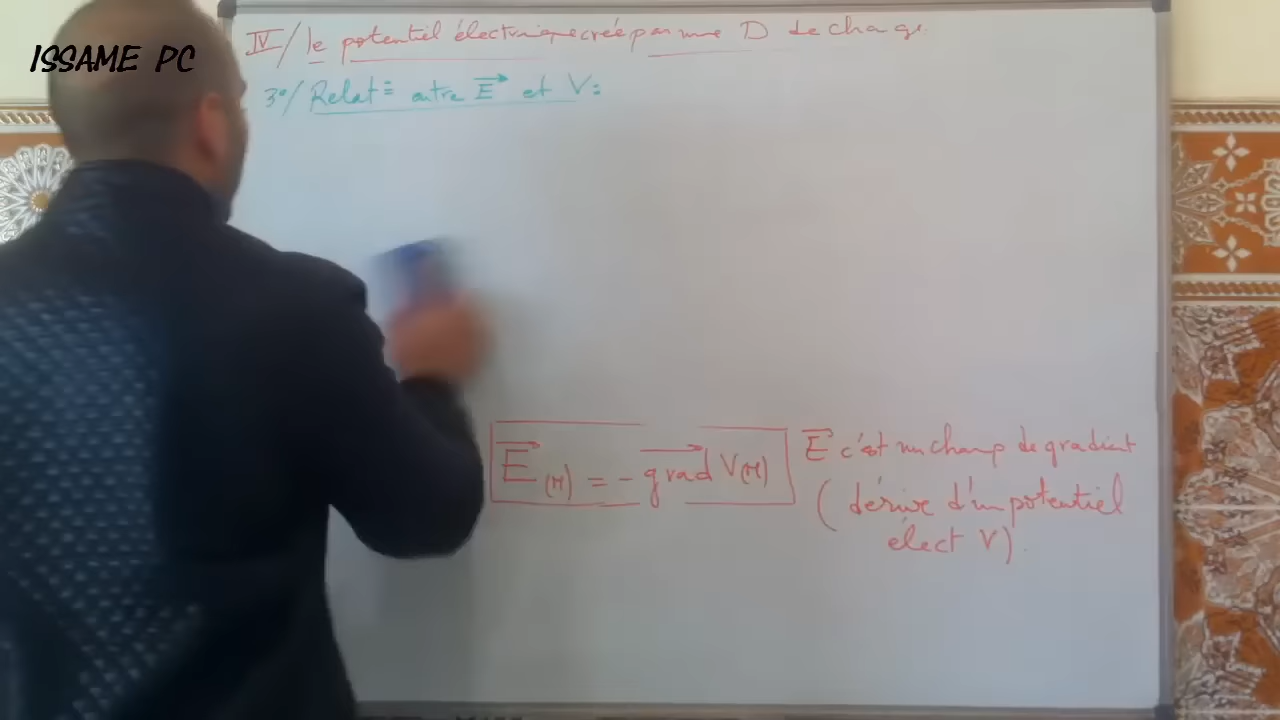 ISSAME PC
IV/ le potentiel électrique créé par une D de charge.
3°/ Relat° entre E⃗ et V:
E⃗(M) = - grad⃗ V(M)
E⃗ c'est un champ de gradient
( dérive d'un potentiel
élect V).